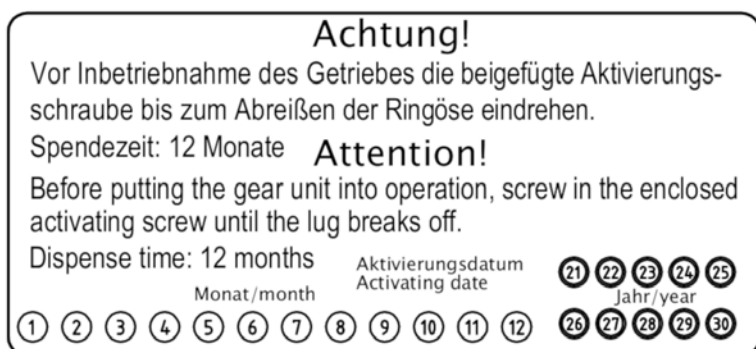 Achtung!
Vor Inbetriebnahme des Getriebes die beigefügte Aktivierungs-
schraube bis zum Abreißen der Ringöse eindrehen.
Spendezeit: 12 Monate Attention!
Before putting the gear unit into operation, screw in the enclosed
activating screw until the lug breaks off.
Dispense time: 12 months
Aktivierungsdatum
Activating date
21 22 23 24 25
Monat/month
Jahr/year
1 2 3 4 5 6 7 8 9 10 11 12
26 27 28 29 30